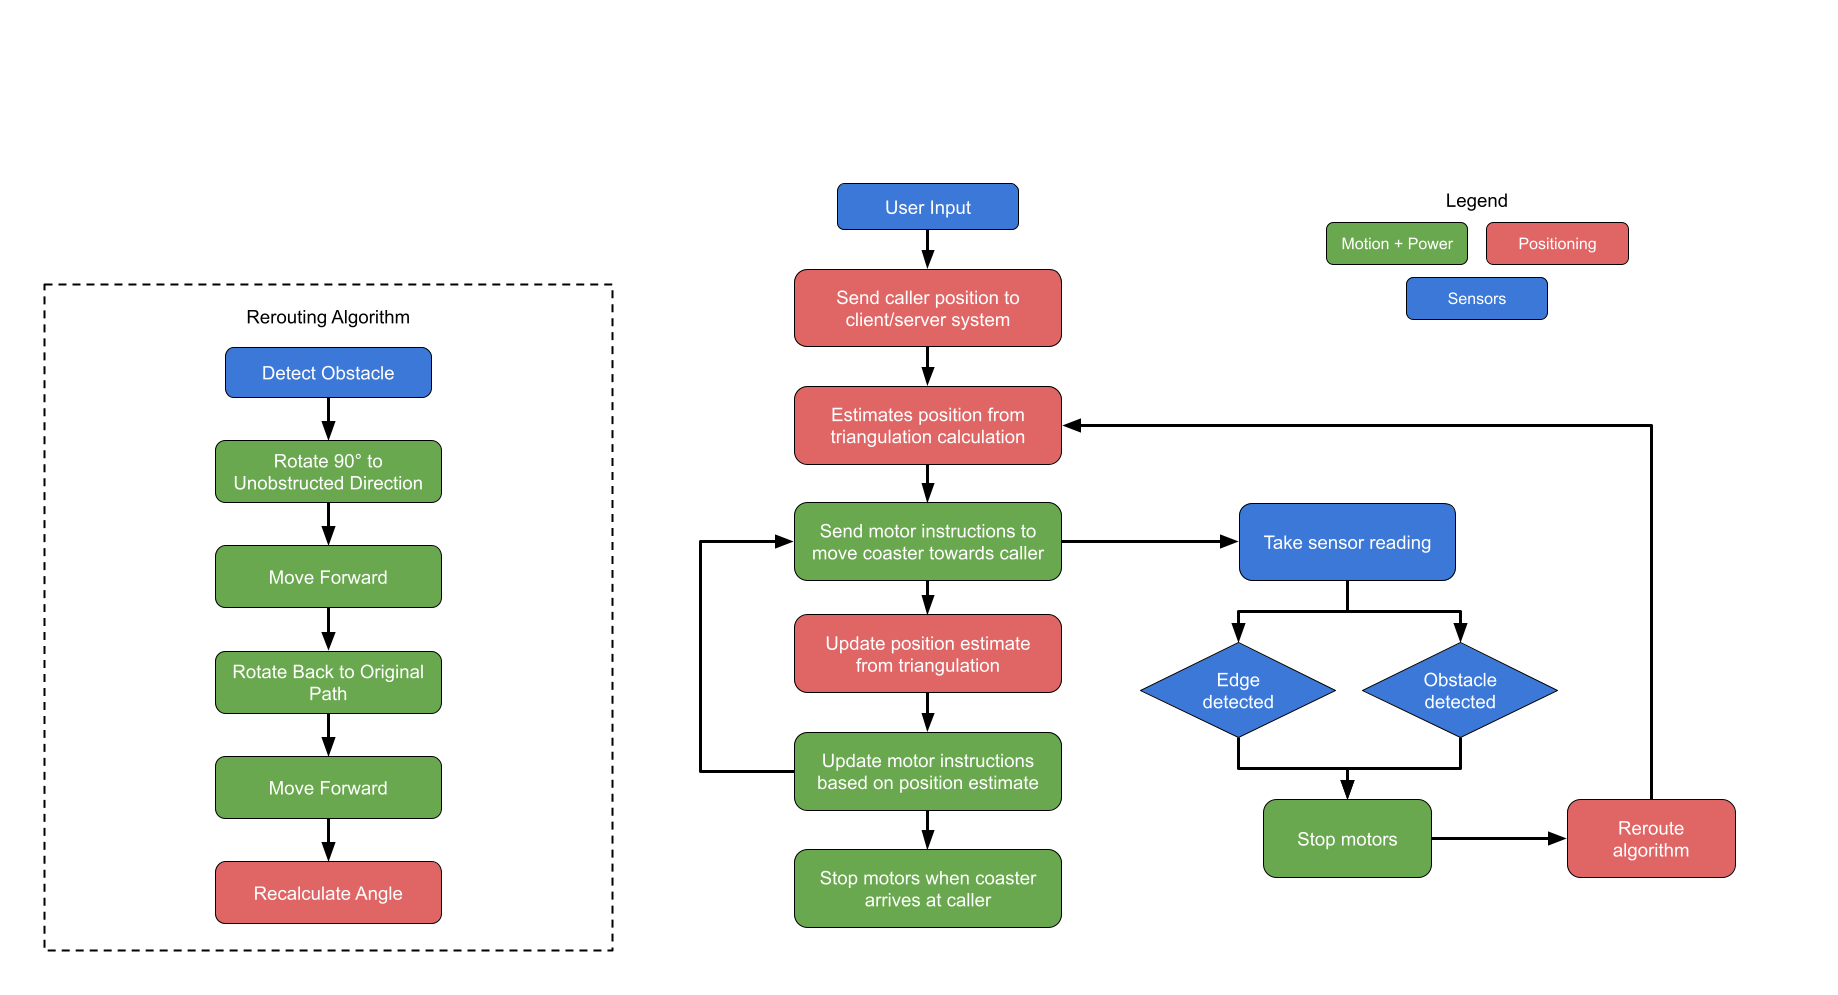 User Input
Send caller position to
client/server system
Estimates position from
triangulation calculation
Send motor instructions to
move coaster towards caller
Update position estimate
from triangulation
Update motor instructions
based on position estimate
Stop motors when coaster
arrives at caller
Take sensor reading
Edge
detected
Obstacle
detected
Stop motors
Reroute
algorithm
Legend
Motion + Power
Positioning
Sensors
Rerouting Algorithm
Detect Obstacle
Rotate 90° to
Unobstructed Direction
Move Forward
Rotate Back to Original
Path
Move Forward
Recalculate Angle